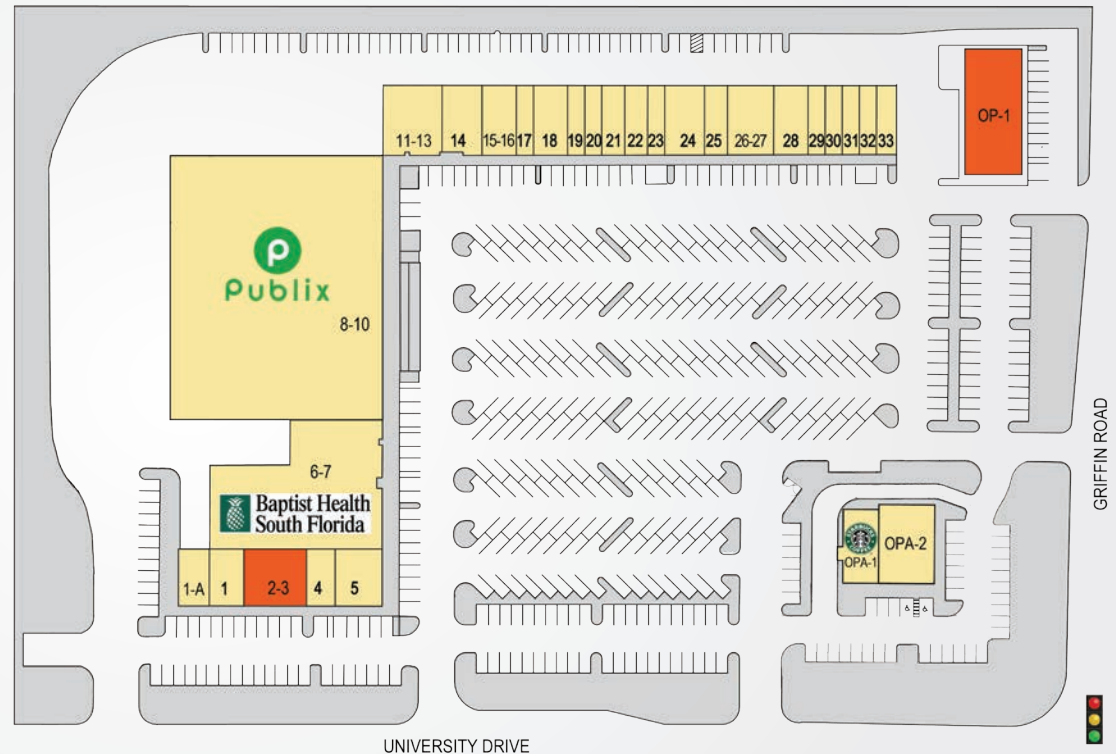 OP-1
11-13 14 15-16 17 18 19 20 21 22 23 24 25 26-27 28 29 30 31 32 33
Publix
8-10
GRIFFIN ROAD
6-7
Baptist Health
South Florida
OPA-1
OPA-2
1-A 1 2-3 4 5
UNIVERSITY DRIVE